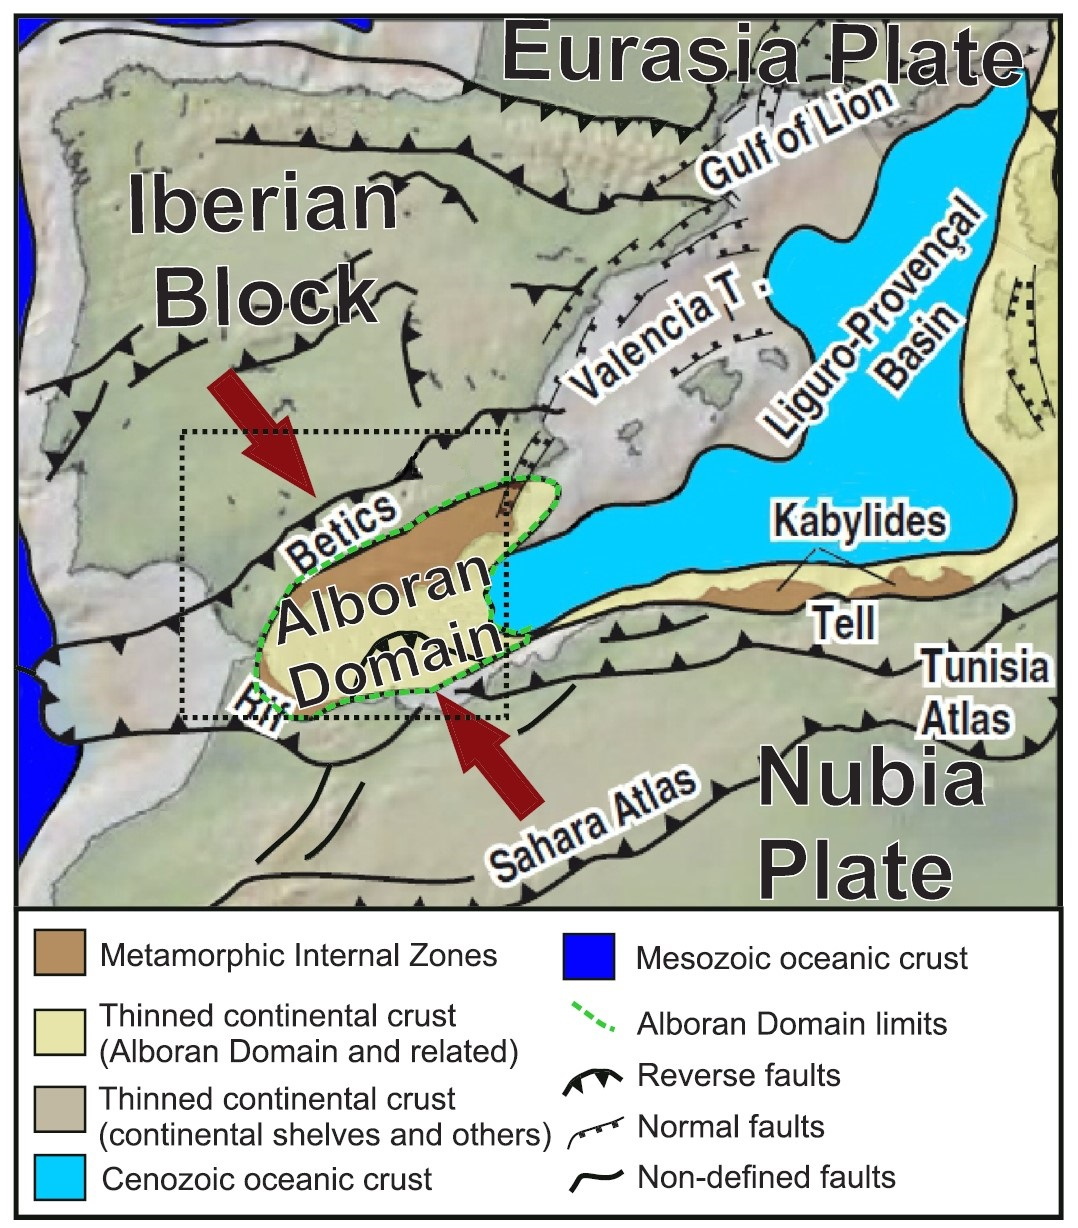 Eurasia Plate
Gulf of Lion
Iberian
Block
Valencia T.
Liguro-Provençal
Basin
Betics
Kabylides
Alboran
Domain
Tell
Rif
Tunisia
Atlas
Nubia
Plate
Sahara Atlas
Metamorphic Internal Zones
Thinned continental crust
(Alboran Domain and related)
Thinned continental crust
(continental shelves and others)
Cenozoic oceanic crust
Mesozoic oceanic crust
Alboran Domain limits
Reverse faults
Normal faults
Non-defined faults